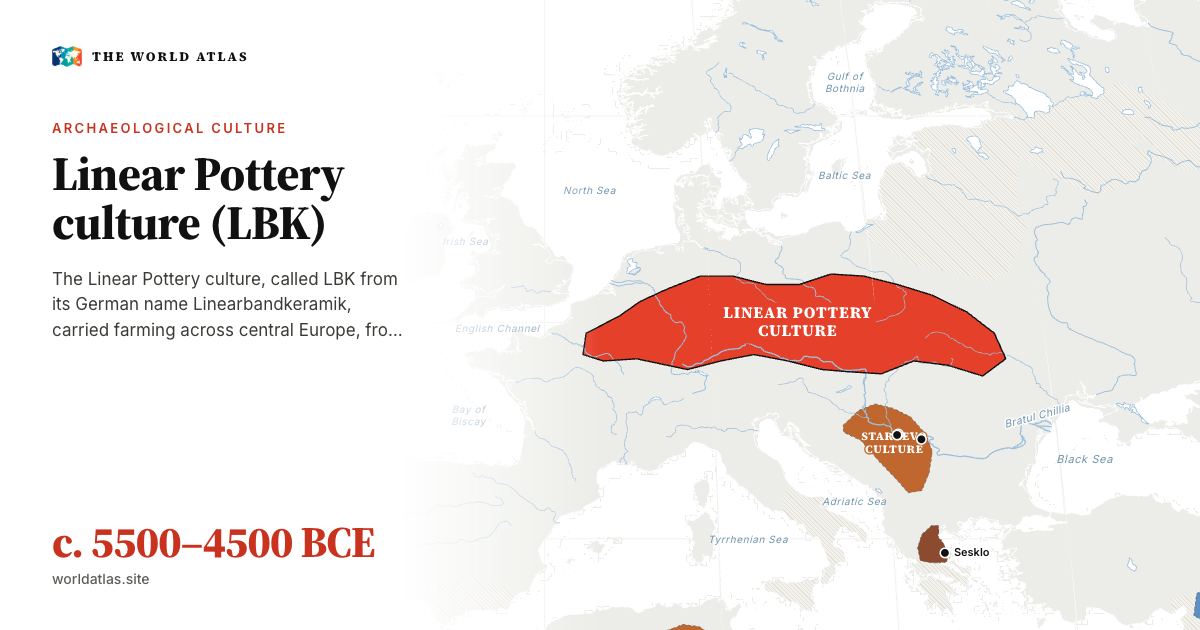 THE WORLD ATLAS
ARCHAEOLOGICAL CULTURE
Linear Pottery
culture (LBK)
The Linear Pottery culture, called LBK from
its German name Linearbandkeramik,
carried farming across central Europe, fro...
c. 5500–4500 BCE
worldatlas.site
Gulf of
Bothnia
North Sea
Baltic Sea
Irish Sea
LINEAR POTTERY
CULTURE
English Channel
Bay of
Biscay
Bratul Chillia
CULTURE
Black Sea
Adriatic Sea
Tyrrhenian Sea
Sesklo